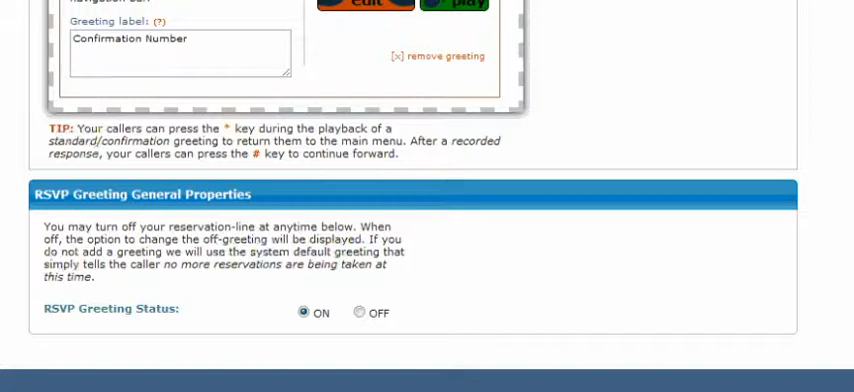 edit play
Greeting label: (?)
Confirmation Number
[x] remove greeting
TIP: Your callers can press the * key during the playback of a
standard/confirmation greeting to return them to the main menu. After a recorded
response, your callers can press the # key to continue forward.
RSVP Greeting General Properties
You may turn off your reservation-line at anytime below. When
off, the option to change the off-greeting will be displayed. If you
do not add a greeting we will use the system default greeting that
simply tells the caller no more reservations are being taken at
this time.
RSVP Greeting Status: ON OFF